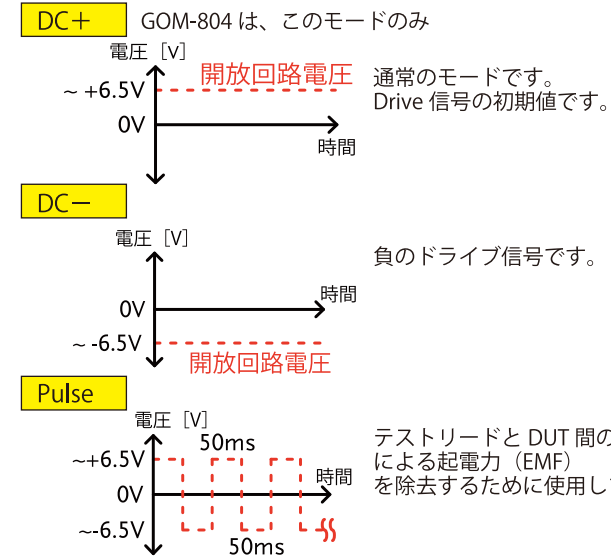 DC＋ GOM-804 は、このモードのみ
電圧［V］
開放回路電圧
~ +6.5V
0V
時間
通常のモードです。
Drive 信号の初期値です。
DC－
電圧［V］
時間
0V
~ -6.5V
開放回路電圧
負のドライブ信号です。
Pulse
電圧［V］
50ms
~+6.5V
時間
0V
~-6.5V
50ms
テストリードと DUT 間の
による起電力（EMF）
を除去するために使用し